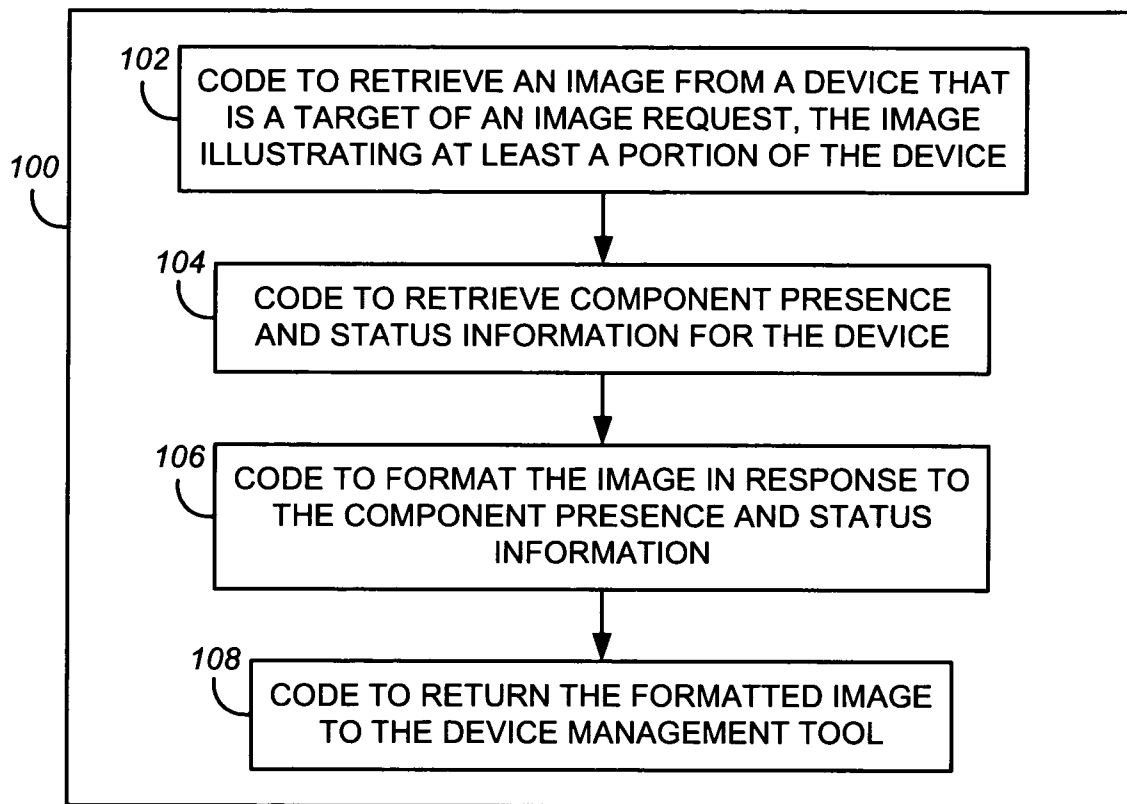 102
CODE TO RETRIEVE AN IMAGE FROM A DEVICE THAT
IS A TARGET OF AN IMAGE REQUEST, THE IMAGE
ILLUSTRATING AT LEAST A PORTION OF THE DEVICE
100
104
CODE TO RETRIEVE COMPONENT PRESENCE
AND STATUS INFORMATION FOR THE DEVICE
106
CODE TO FORMAT THE IMAGE IN RESPONSE TO
THE COMPONENT PRESENCE AND STATUS
INFORMATION
108
CODE TO RETURN THE FORMATTED IMAGE
TO THE DEVICE MANAGEMENT TOOL